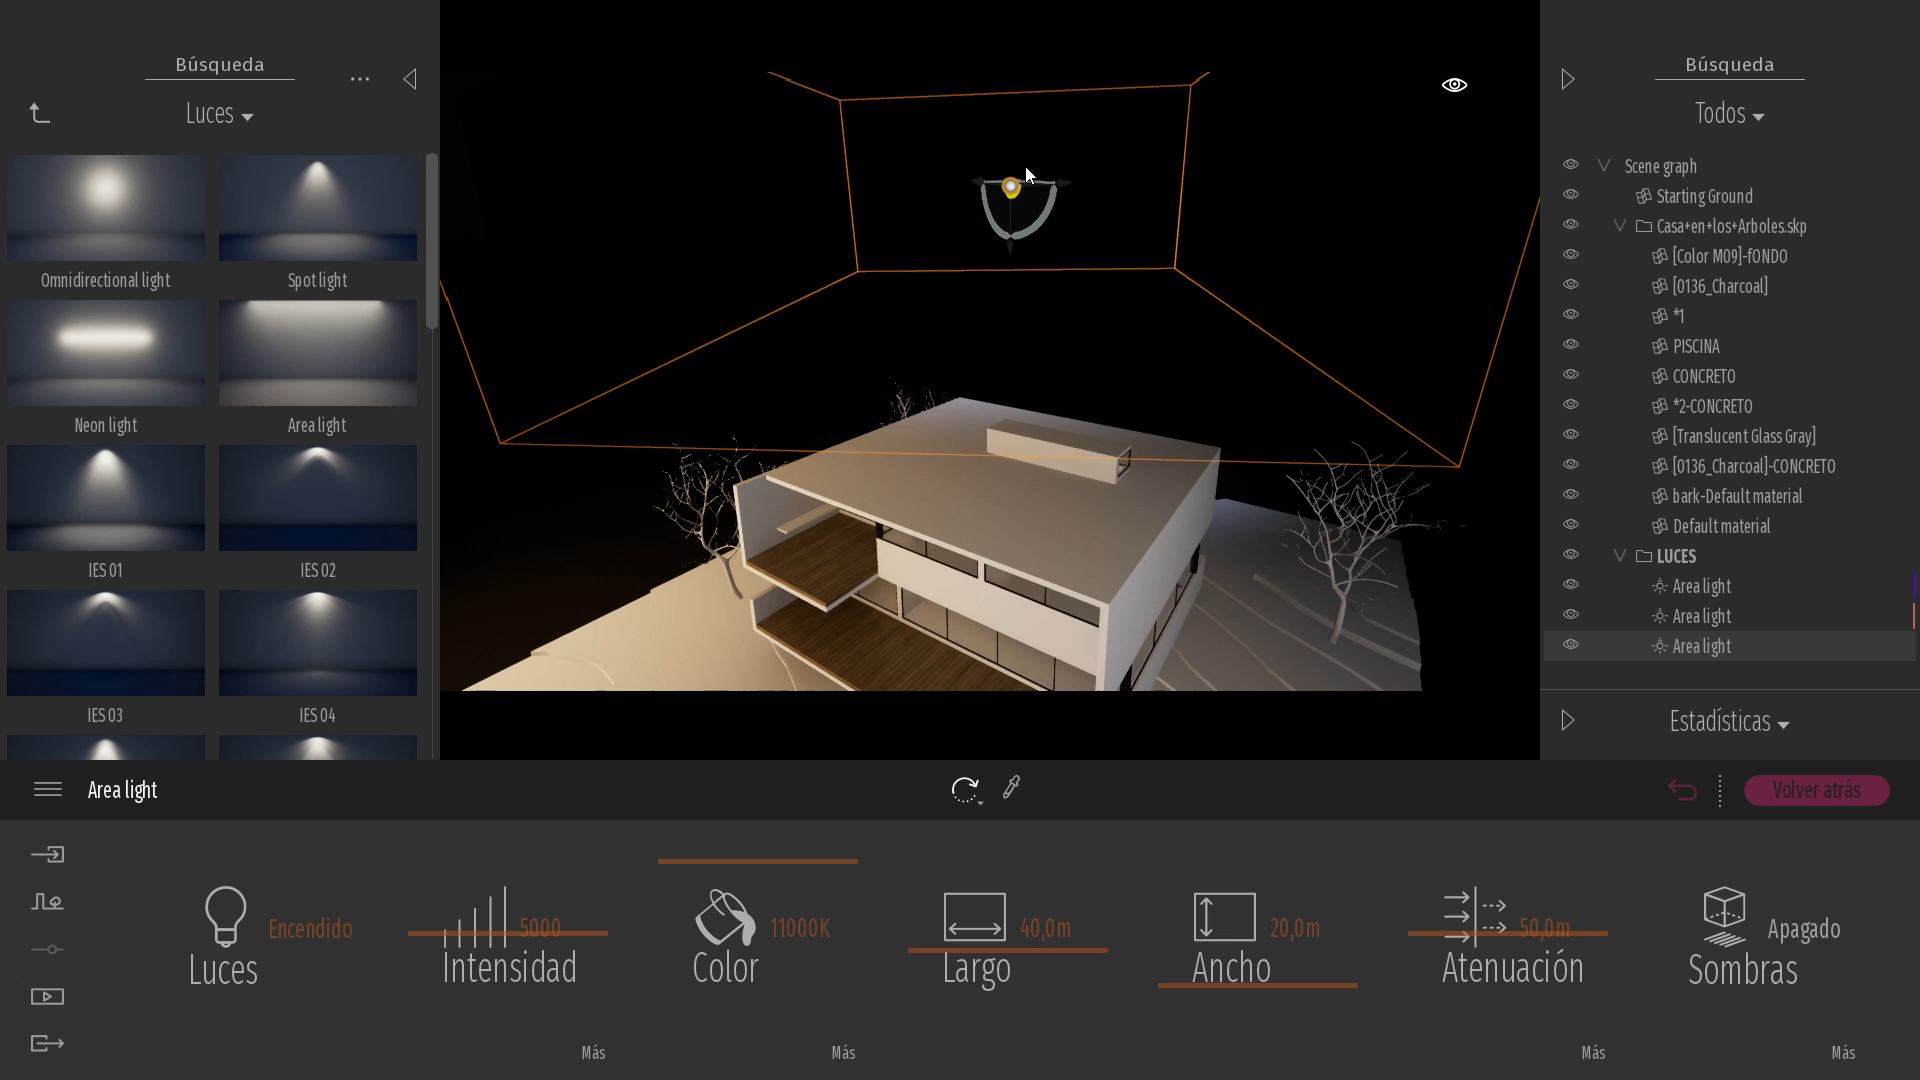 Búsqueda
Luces
Omnidirectional light
Spot light
Neon light
Area light
IES 01
IES 02
IES 03
IES 04
Búsqueda
Todos
Scene graph
Starting Ground
Casa+en+los+Arboles.skp
[Color M09]-fONDO
[0136_Charcoal]
*1
PISCINA
CONCRETO
*2-CONCRETO
[Translucent Glass Gray]
[0136_Charcoal]-CONCRETO
bark-Default material
Default material
LUCES
Area light
Area light
Area light
Estadísticas
Area light
Volver atrás
Encendido
Luces
5000
Intensidad
Más
11000K
Color
Más
40,0m
Largo
20,0m
Ancho
50,0m
Atenuación
Más
Apagado
Sombras
Más